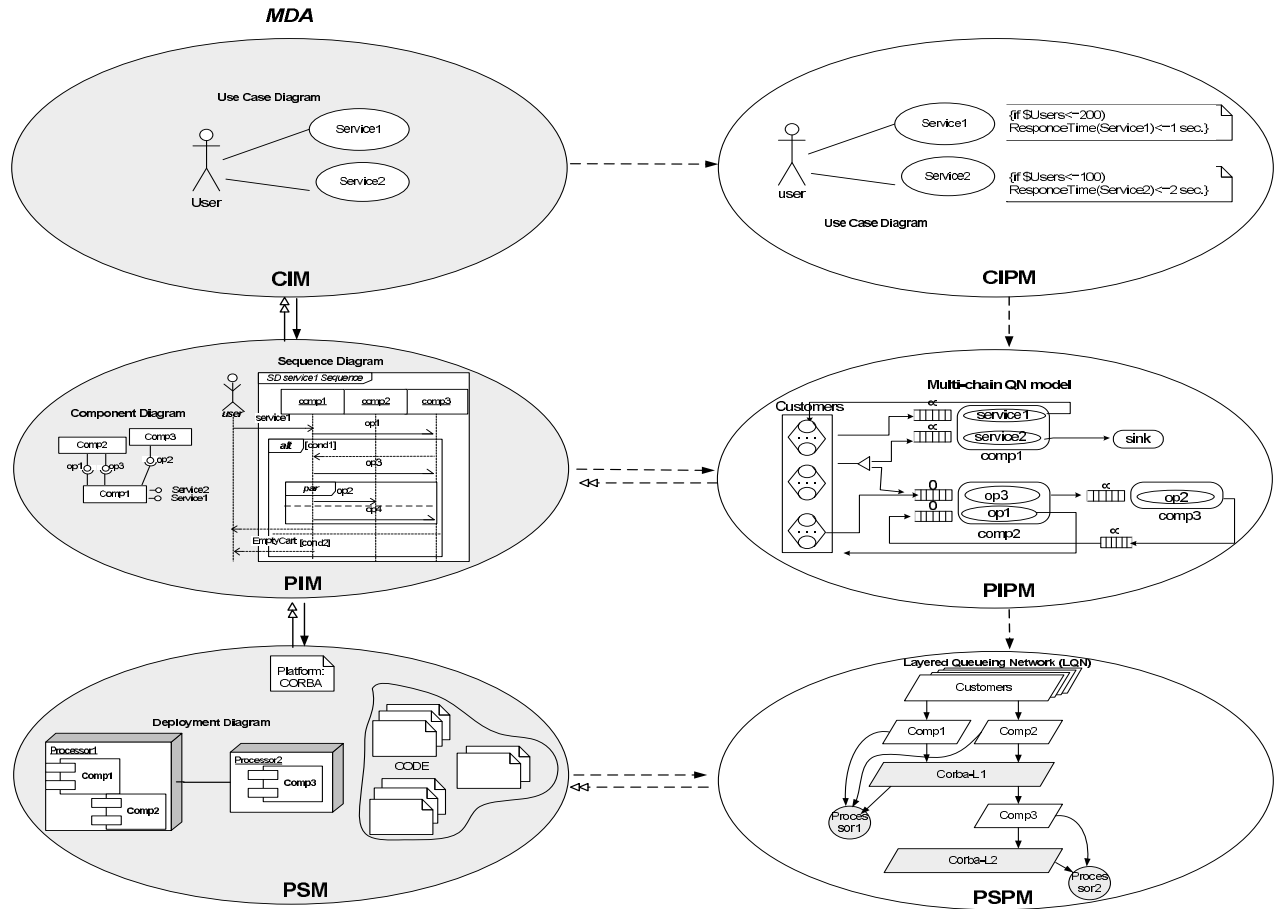 MDA
Use Case Diagram
Service1
Service2
User
CIM
Service1
{if $Users<=200)
ResponceTime(Service1)<=1 sec.}
Service2
{if $Users<=100)
ResponceTime(Service2)<=2 sec.}
user
Use Case Diagram
CIPM
Sequence Diagram
SD service1 Sequence
user
comp1
comp2
comp3
service1
op1
alt
[cond1]
op3
par
op2
op4
EmptyCart
[cond2]
Component Diagram
Comp2
Comp3
op1
op3
op2
Comp1
Service2
Service1
PIM
Multi-chain QN model
Customers
∝
service1
∝
service2
comp1
sink
0
op3
0
op1
comp2
∝
op2
comp3
∝
PIPM
Platform:
CORBA
Deployment Diagram
Processor1
Comp1
Comp2
Processor2
Comp3
CODE
PSM
Layered Queueing Network (LQN)
Customers
Comp1
Comp2
Corba-L1
Proces
sor1
Comp3
Corba-L2
Proces
sor2
PSPM